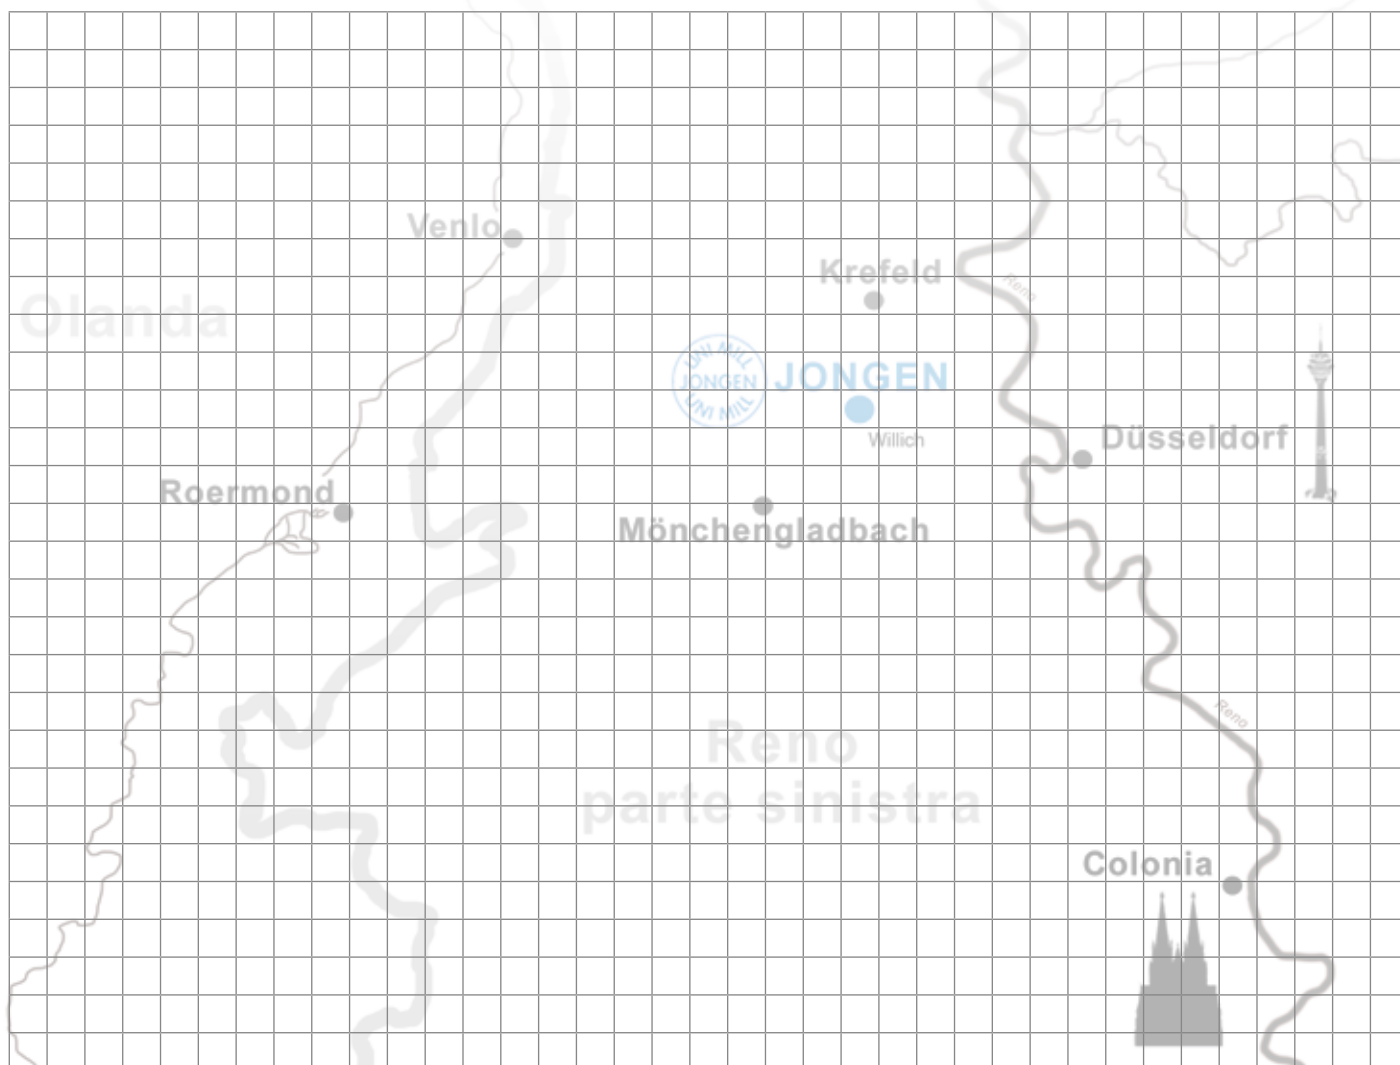 Venlo
Krefeld
Reno
Olanda
UNI MILL
JONGEN
UNI MILL
JONGEN
Willich
Düsseldorf
Roermond
Mönchengladbach
Reno
Reno
parte sinistra
Colonia